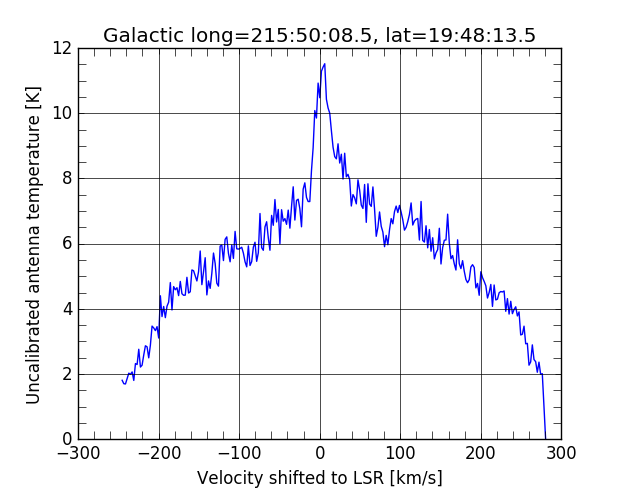 Galactic long=215:50:08.5, lat=19:48:13.5
12
10
8
6
4
2
0
Uncalibrated antenna temperature [K]
−300 −200 −100 0 100 200 300
Velocity shifted to LSR [km/s]